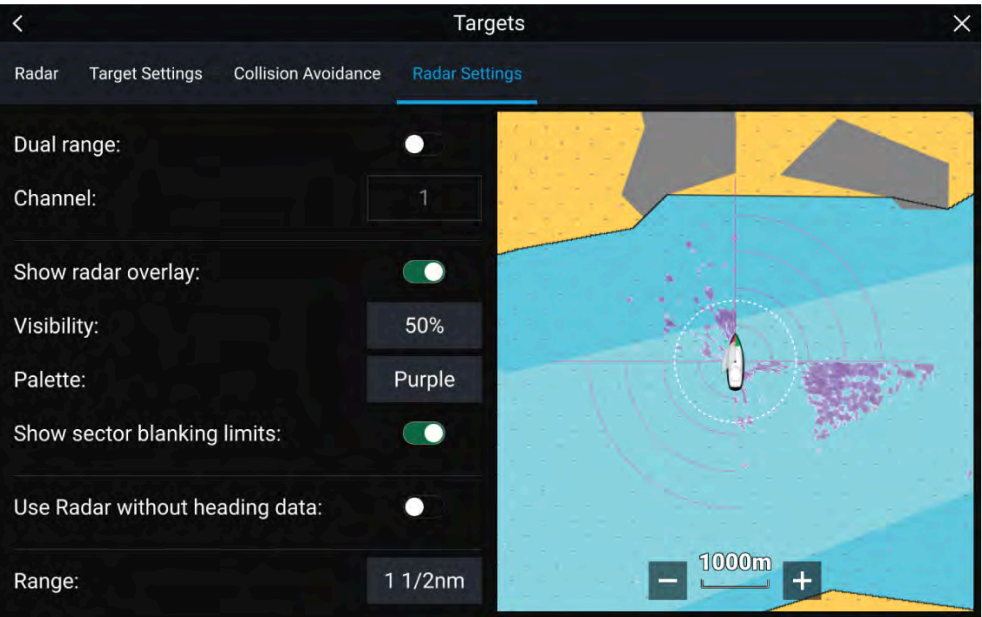 Targets
Radar Target Settings Collision Avoidance Radar Settings
Dual range:
Channel: 1
Show radar overlay:
Visibility: 50%
Palette: Purple
Show sector blanking limits:
Use Radar without heading data:
Range: 1 1/2nm
1000m